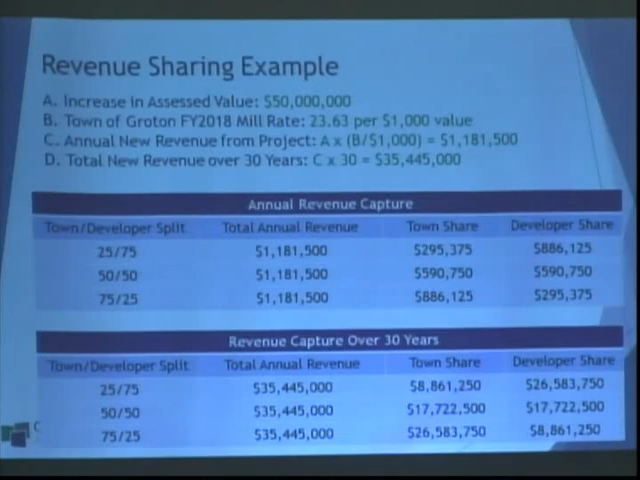 Revenue Sharing Example
A. Increase in Assessed Value: $50,000,000
B. Town of Groton FY2018 Mill Rate: 23.63 per $1,000 value
C. Annual New Revenue from Project: A x (B/$1,000) = $1,181,500
D. Total New Revenue over 30 Years: C x 30 = $35,445,000
Annual Revenue Capture
Town/Developer Split Total Annual Revenue Town Share Developer Share
25/75 $1,181,500 $295,375 $886,125
50/50 $1,181,500 $590,750 $590,750
75/25 $1,181,500 $886,125 $295,375
Revenue Capture Over 30 Years
Town/Developer Split Total Annual Revenue Town Share Developer Share
25/75 $35,445,000 $8,861,250 $26,583,750
50/50 $35,445,000 $17,722,500 $17,722,500
75/25 $35,445,000 $26,583,750 $8,861,250